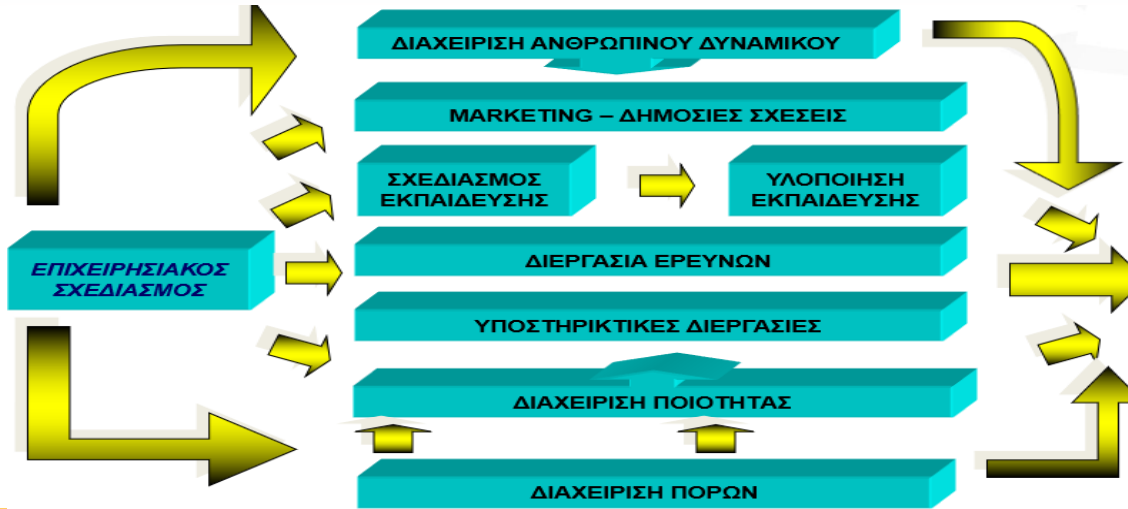 ΔΙΑΧΕΙΡΙΣΗ ΑΝΘΡΩΠΙΝΟΥ ΔΥΝΑΜΙΚΟΥ
MARKETING – ΔΗΜΟΣΙΕΣ ΣΧΕΣΕΙΣ
ΣΧΕΔΙΑΣΜΟΣ
ΕΚΠΑΙΔΕΥΣΗΣ
ΥΛΟΠΟΙΗΣΗ
ΕΚΠΑΙΔΕΥΣΗΣ
ΕΠΙΧΕΙΡΗΣΙΑΚΟΣ
ΣΧΕΔΙΑΣΜΟΣ
ΔΙΕΡΓΑΣΙΑ ΕΡΕΥΝΩΝ
ΥΠΟΣΤΗΡΙΚΤΙΚΕΣ ΔΙΕΡΓΑΣΙΕΣ
ΔΙΑΧΕΙΡΙΣΗ ΠΟΙΟΤΗΤΑΣ
ΔΙΑΧΕΙΡΙΣΗ ΠΟΡΩΝ